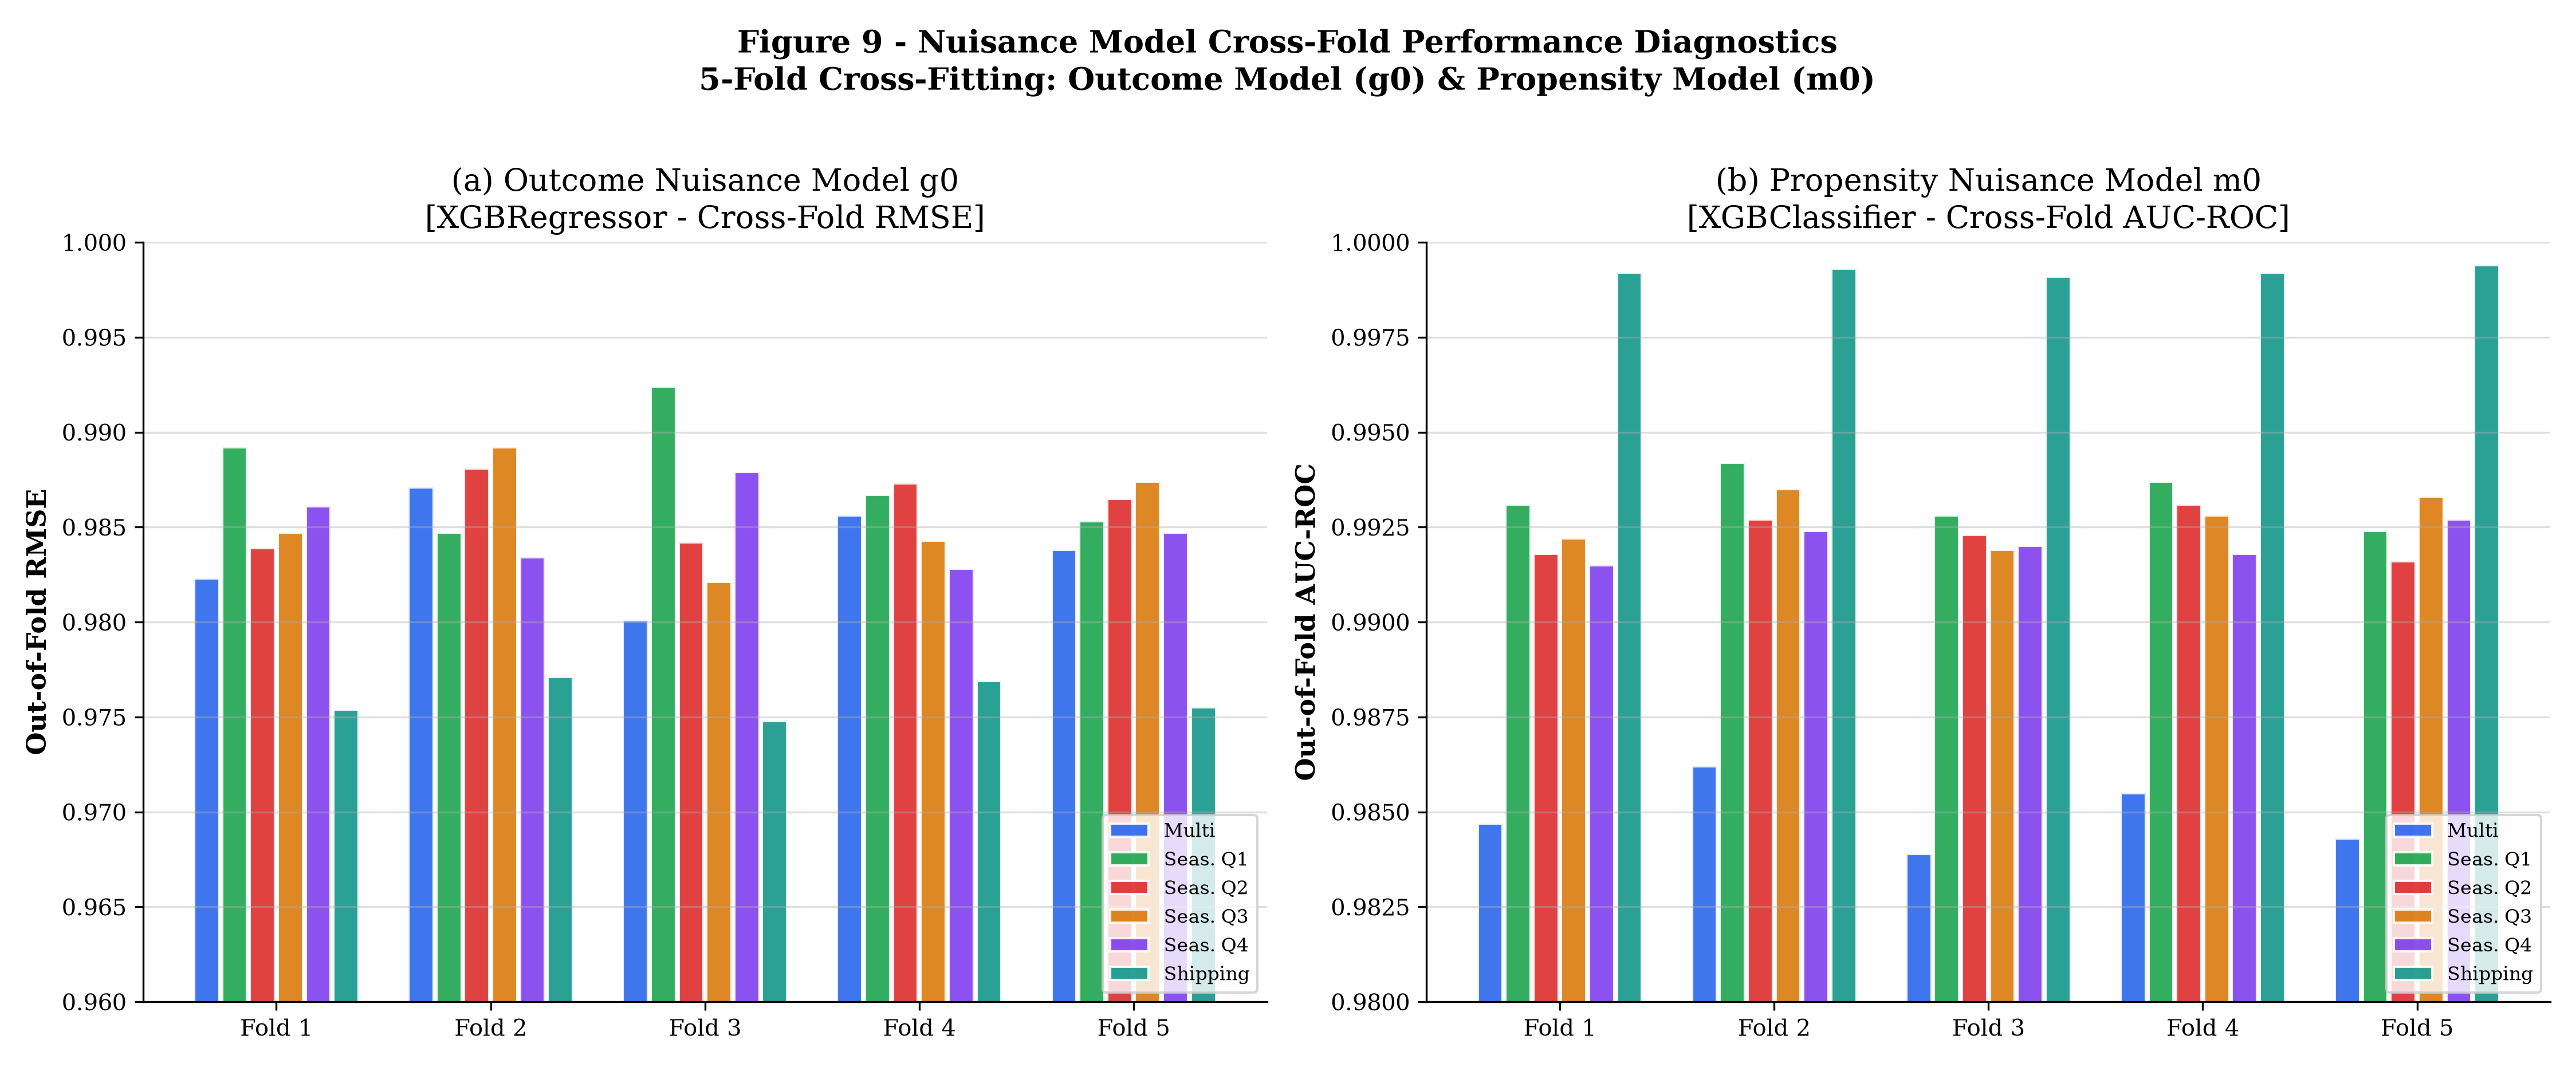 Figure 9 - Nuisance Model Cross-Fold Performance Diagnostics
5-Fold Cross-Fitting: Outcome Model (g0) & Propensity Model (m0)
(a) Outcome Nuisance Model g0
[XGBRegressor - Cross-Fold RMSE]
Out-of-Fold RMSE
1.000
0.995
0.990
0.985
0.980
0.975
0.970
0.965
0.960
Fold 1
Fold 2
Fold 3
Fold 4
Fold 5
Multi
Seas. Q1
Seas. Q2
Seas. Q3
Seas. Q4
Shipping
(b) Propensity Nuisance Model m0
[XGBClassifier - Cross-Fold AUC-ROC]
Out-of-Fold AUC-ROC
1.0000
0.9975
0.9950
0.9925
0.9900
0.9875
0.9850
0.9825
0.9800
Fold 1
Fold 2
Fold 3
Fold 4
Fold 5
Multi
Seas. Q1
Seas. Q2
Seas. Q3
Seas. Q4
Shipping